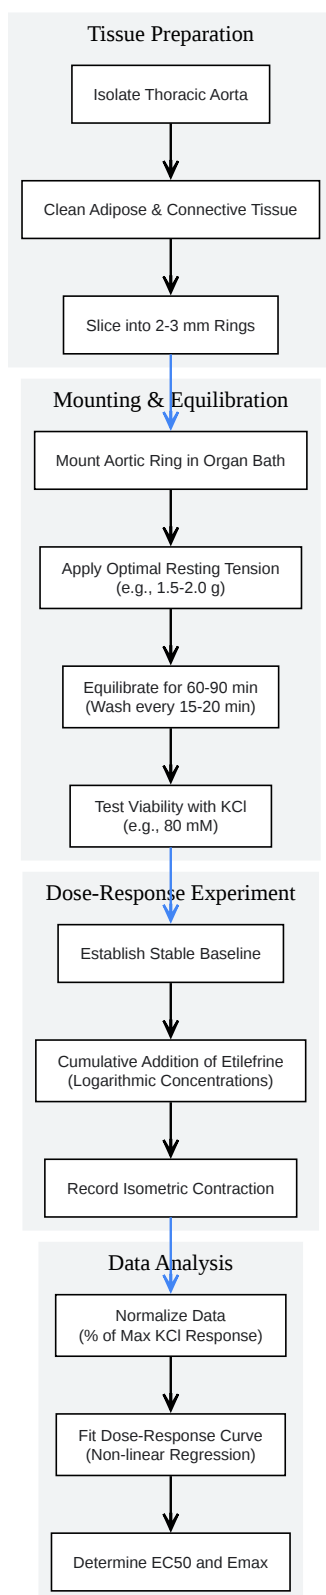 Tissue Preparation
Isolate Thoracic Aorta
Clean Adipose & Connective Tissue
Slice into 2-3 mm Rings
Mounting & Equilibration
Mount Aortic Ring in Organ Bath
Apply Optimal Resting Tension
(e.g., 1.5-2.0 g)
Equilibrate for 60-90 min
(Wash every 15-20 min)
Test Viability with KCl
(e.g., 80 mM)
Dose-Response Experiment
Establish Stable Baseline
Cumulative Addition of Etilefrine
(Logarithmic Concentrations)
Record Isometric Contraction
Data Analysis
Normalize Data
(% of Max KCl Response)
Fit Dose-Response Curve
(Non-linear Regression)
Determine EC50 and Emax